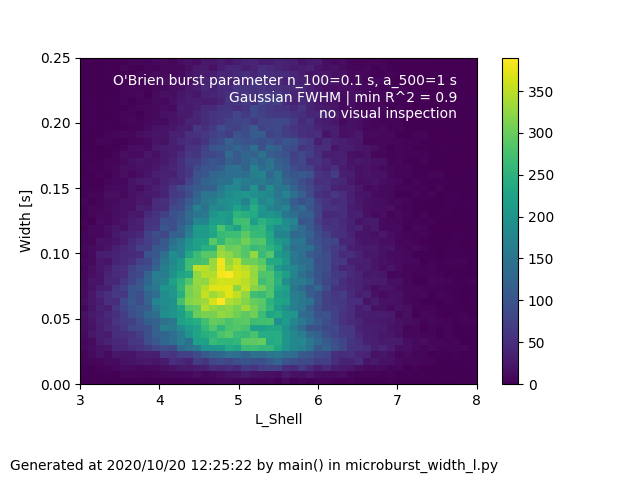 O'Brien burst parameter n_100=0.1 s, a_500=1 s
Gaussian FWHM | min R^2 = 0.9
no visual inspection
0.25
0.20
0.15
0.10
0.05
0.00
Width [s]
3 4 5 6 7 8
L_Shell
350
300
250
200
150
100
50
0
Generated at 2020/10/20 12:25:22 by main() in microburst_width_l.py